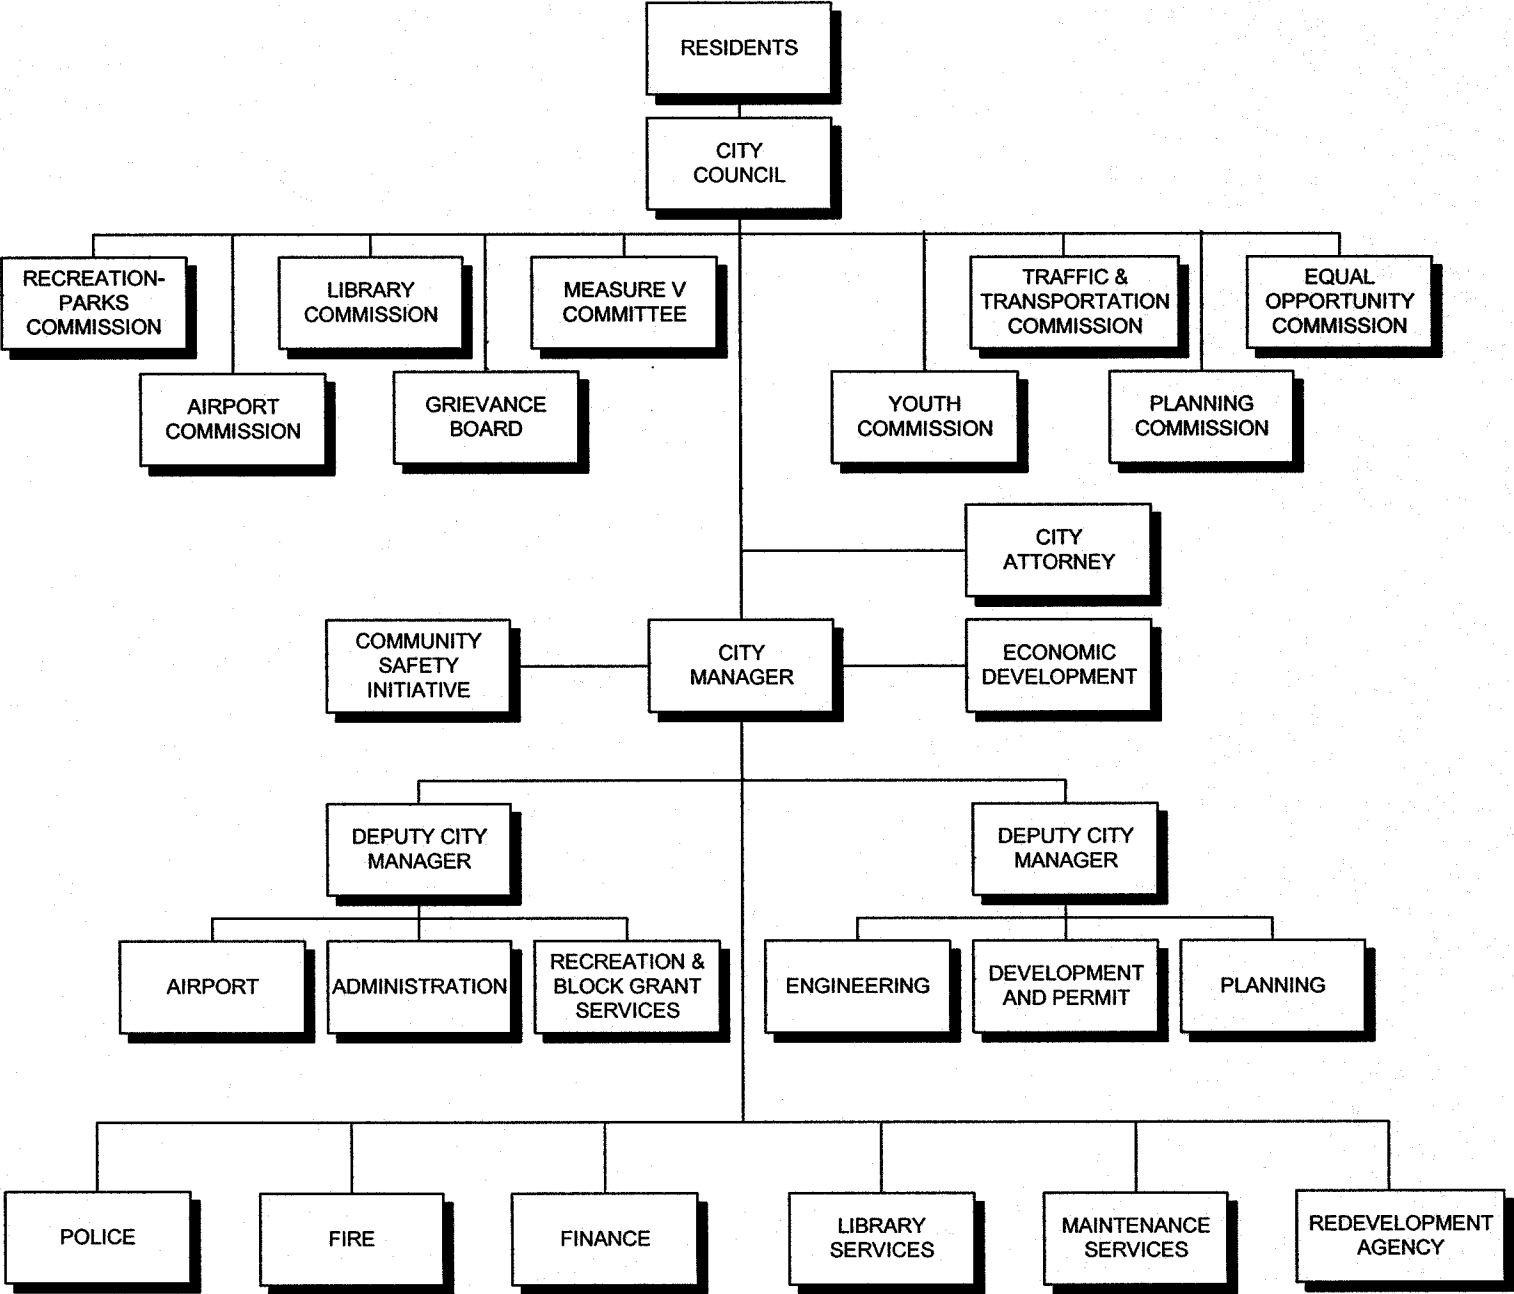 RESIDENTS
CITY
COUNCIL
RECREATION-
PARKS
COMMISSION
LIBRARY
COMMISSION
MEASURE V
COMMITTEE
TRAFFIC &
TRANSPORTATION
COMMISSION
EQUAL
OPPORTUNITY
COMMISSION
AIRPORT
COMMISSION
GRIEVANCE
BOARD
YOUTH
COMMISSION
PLANNING
COMMISSION
CITY
ATTORNEY
COMMUNITY
SAFETY
INITIATIVE
CITY
MANAGER
ECONOMIC
DEVELOPMENT
DEPUTY CITY
MANAGER
DEPUTY CITY
MANAGER
AIRPORT
ADMINISTRATION
RECREATION &
BLOCK GRANT
SERVICES
ENGINEERING
DEVELOPMENT
AND PERMIT
PLANNING
POLICE
FIRE
FINANCE
LIBRARY
SERVICES
MAINTENANCE
SERVICES
REDEVELOPMENT
AGENCY